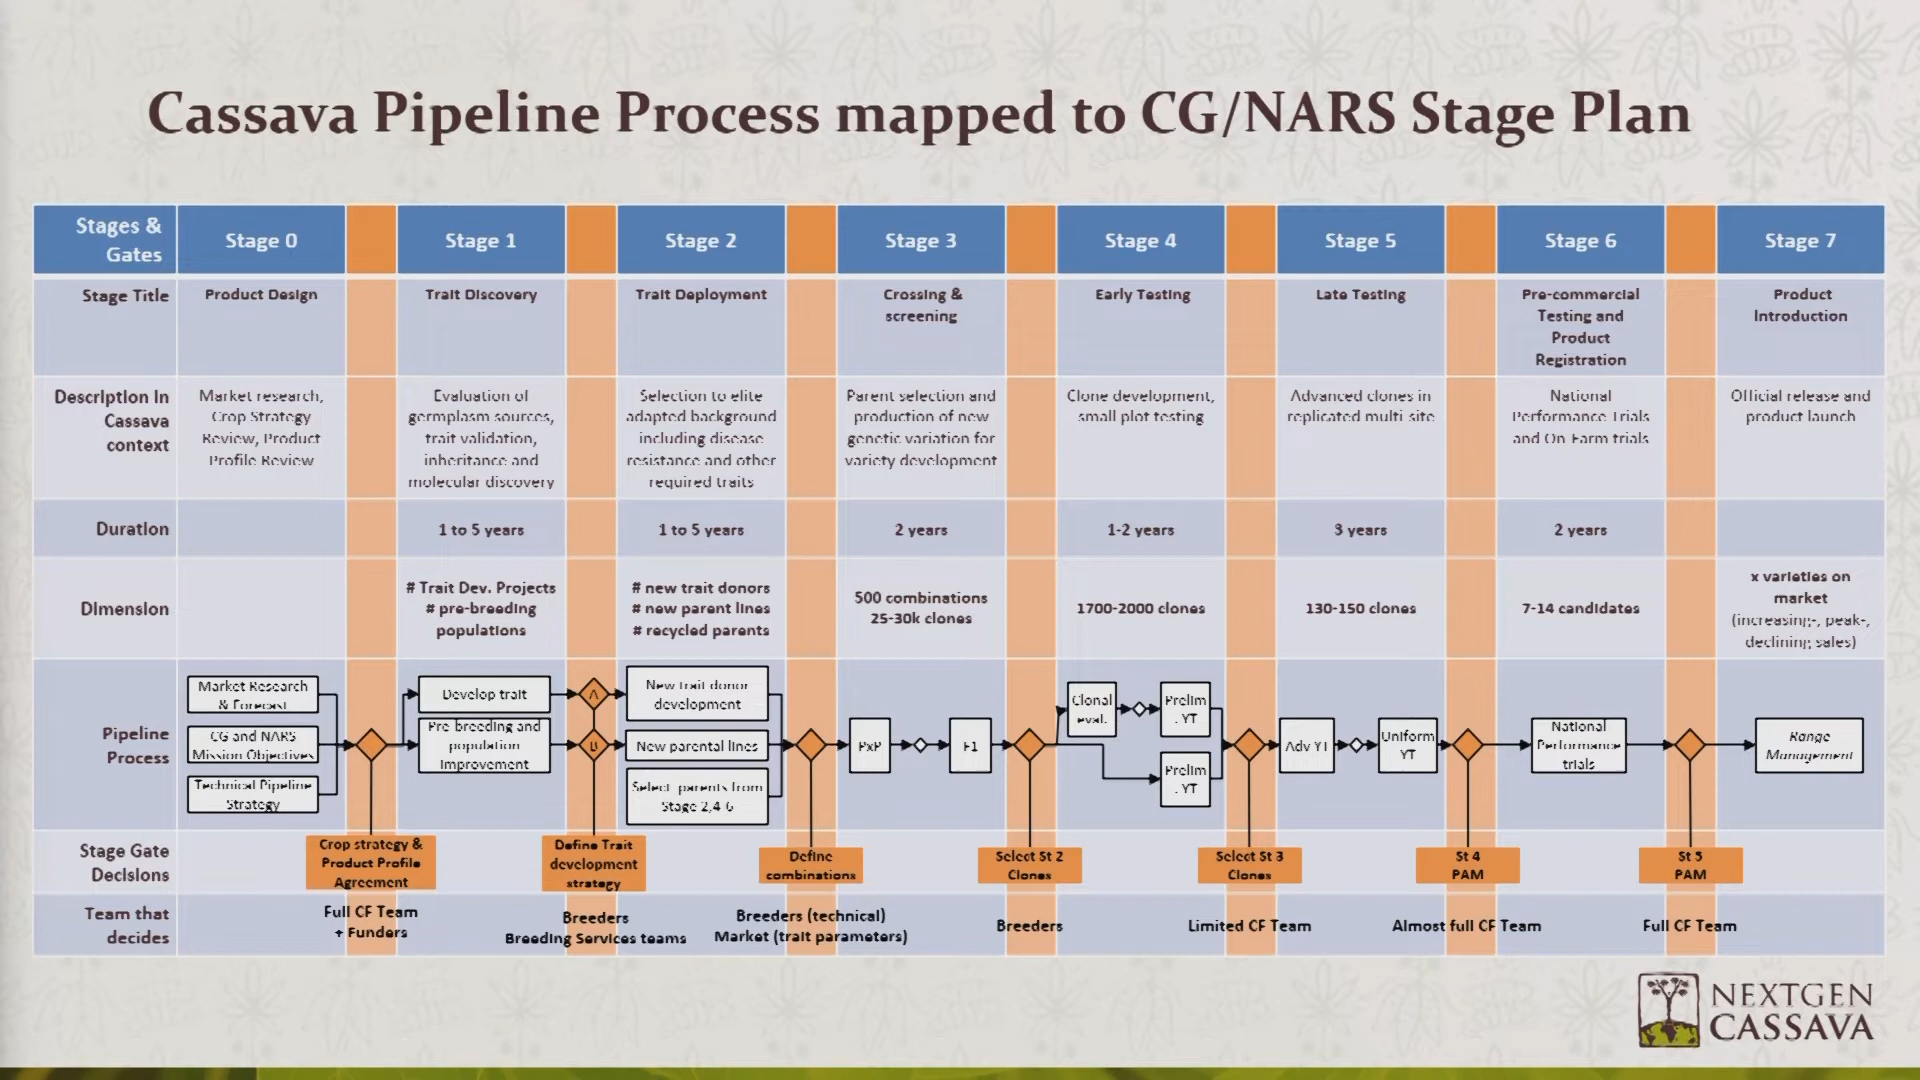 Cassava Pipeline Process mapped to CG/NARS Stage Plan
Stages &
Gates
Stage 0
Stage 1
Stage 2
Stage 3
Stage 4
Stage 5
Stage 6
Stage 7
Stage Title
Product Design
Trait Discovery
Trait Deployment
Crossing &
screening
Early Testing
Late Testing
Pre-commercial
Testing and
Product
Registration
Product
Introduction
Description in
Cassava
context
Market research,
Crop Strategy
Review, Product
Profile Review
Evaluation of
germplasm sources,
trait validation,
inheritance and
molecular discovery
Selection to elite
adapted background
including disease
resistance and other
required traits
Parent selection and
production of new
genetic variation for
variety development
Clone development,
small plot testing
Advanced clones in
replicated multi-site
National
Performance Trials
and On-Farm trials
Official release and
product launch
Duration
1 to 5 years
1 to 5 years
2 years
1-2 years
3 years
2 years
Dimension
# Trait Dev. Projects
# pre-breeding
populations
# new trait donors
# new parent lines
# recycled parents
500 combinations
25-30k clones
1700-2000 clones
130-150 clones
7-14 candidates
x varieties on
market
(increasing-, peak-,
declining sales)
Pipeline
Process
Market Research
& Forecast
CG and NARS
Mission Objectives
Technical Pipeline
Strategy
Develop trait
Pre-breeding and
population
improvement
A
B
New trait donor
development
New parental lines
Select parents from
Stage 2,4-6
PxP
F1
Clonal
eval.
Prelim
. YT
Prelim
. YT
Adv YT
Uniform
YT
National
Performance
trials
Range
Management
Stage Gate
Decisions
Crop strategy &
Product Profile
Agreement
Define Trait
development
strategy
Define
combinations
Select St 2
Clones
Select St 3
Clones
St 4
PAM
St 5
PAM
Team that
decides
Full CF Team
+ Funders
Breeders
Breeding Services teams
Breeders (technical)
Market (trait parameters)
Breeders
Limited CF Team
Almost full CF Team
Full CF Team
NEXTGEN
CASSAVA